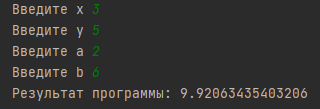 Введите x 3
Введите y 5
Введите a 2
Введите b 6
Результат программы: 9.92063435403206